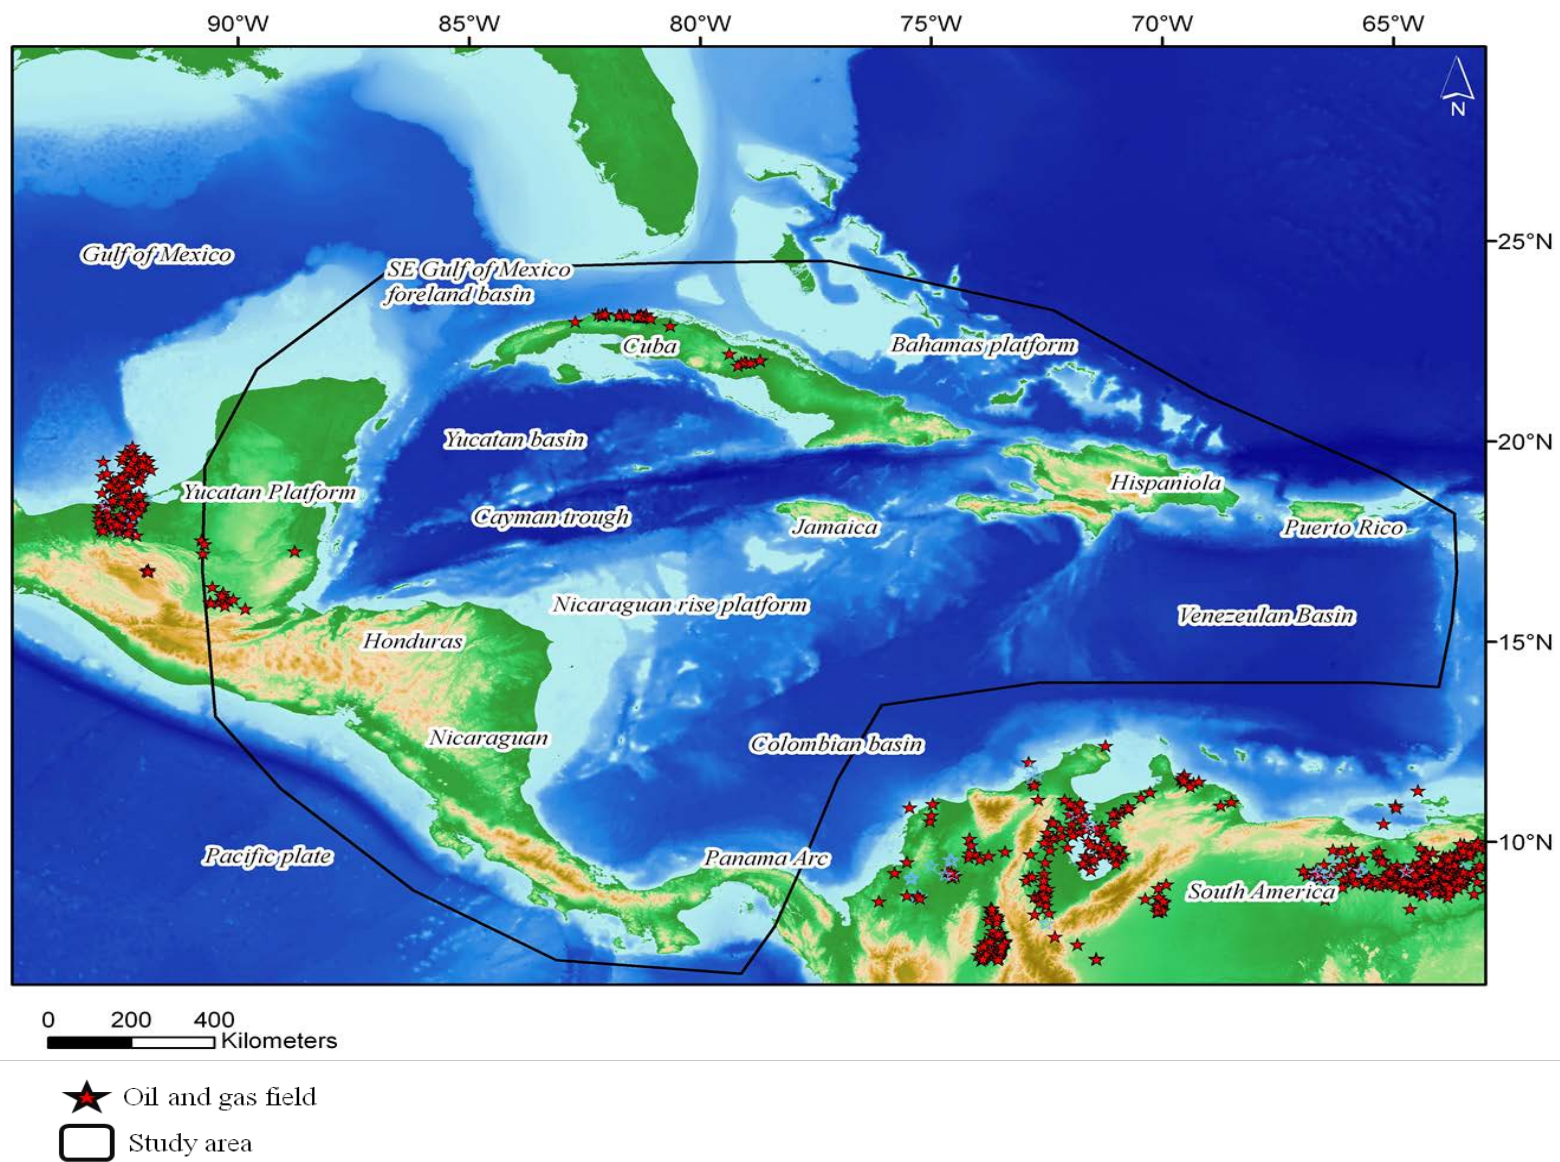 90°W 85°W 80°W 75°W 70°W 65°W
N
25°N
Gulf of Mexico
SE Gulf of Mexico
foreland basin
Cuba
Bahamas platform
20°N
Yucatan basin
Yucatan Platform
Hispaniola
Cayman trough
Jamaica
Puerto Rico
Nicaraguan rise platform
Venezeulan Basin
15°N
Honduras
Nicaraguan
Colombian basin
10°N
Pacific plate
Panama Arc
South America
0 200 400
Kilometers
Oil and gas field
Study area